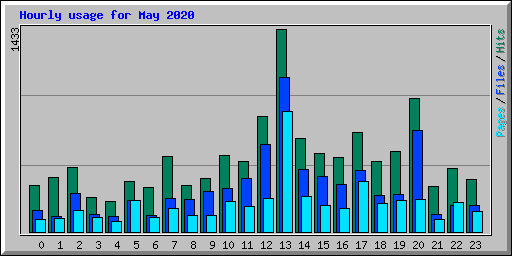 Hourly usage for May 2020
1433
Pages/Files/Hits
0 1 2 3 4 5 6 7 8 9 10 11 12 13 14 15 16 17 18 19 20 21 22 23